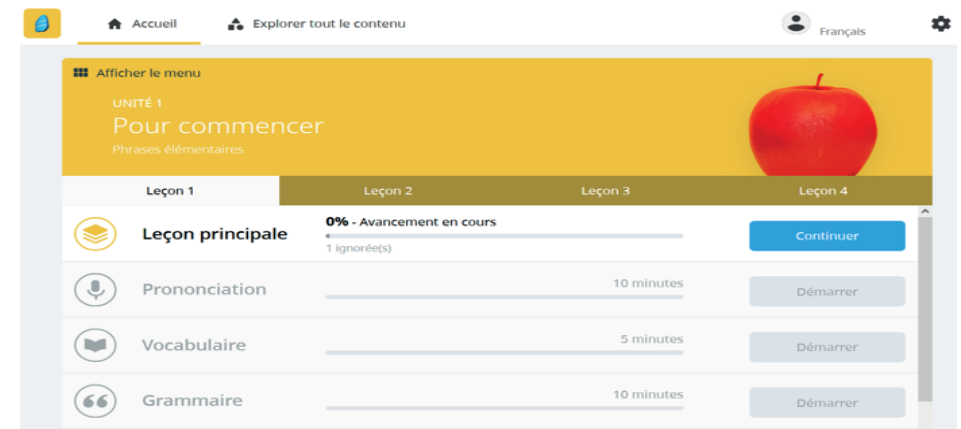 Accueil
Explorer tout le contenu
Français
Afficher le menu
UNITÉ 1
Pour commencer
Phrases élémentaires
Leçon 1
Leçon 2
Leçon 3
Leçon 4
Leçon principale
0% - Avancement en cours
1 Ignorée(s)
Continuer
Prononciation
10 minutes
Démarrer
Vocabulaire
5 minutes
Démarrer
Grammaire
10 minutes
Démarrer